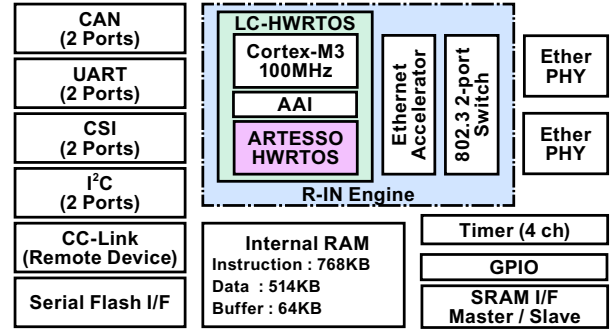 CAN
(2 Ports)
UART
(2 Ports)
CSI
(2 Ports)
I²C
(2 Ports)
CC-Link
(Remote Device)
Serial Flash I/F
LC-HWRTOS
Cortex-M3
100MHz
AAI
ARTESSO
HWRTOS
Ethernet
Accelerator
802.3 2-port
Switch
R-IN Engine
Ether
PHY
Ether
PHY
Internal RAM
Instruction : 768KB
Data : 514KB
Buffer : 64KB
Timer (4 ch)
GPIO
SRAM I/F
Master / Slave